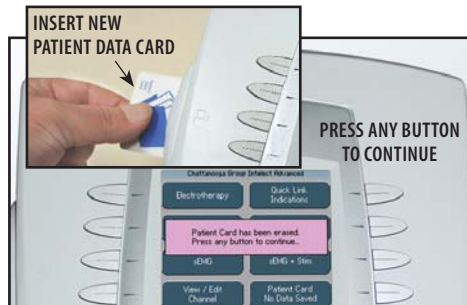 INSERT NEW
PATIENT DATA CARD
PRESS ANY BUTTON
TO CONTINUE
Chattanooga Group Intelect Advanced
Electrotherapy
Quick Link
Indications
Patient Card has been erased.
Press any button to continue..
sEMG
sEMG + Stim
View / Edit
Channel
Patient Card
No Data Saved